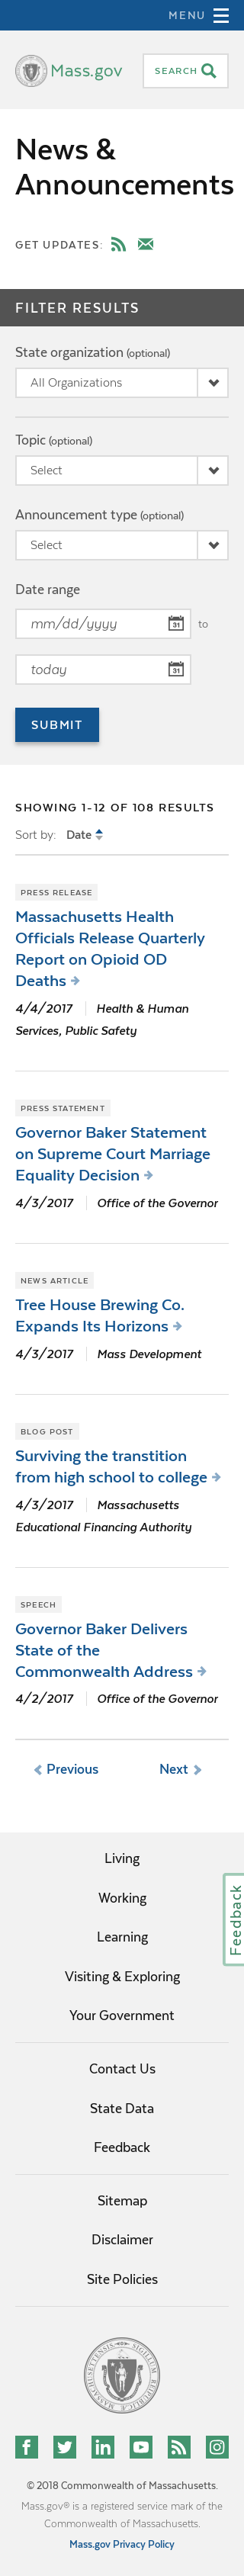 MENU
Mass.gov
SEARCH
News &
Announcements
GET UPDATES:
FILTER RESULTS
State organization (optional)
All Organizations
Topic (optional)
Select
Announcement type (optional)
Select
Date range
mm/dd/yyyy
31
to
today
31
SUBMIT
SHOWING 1-12 OF 108 RESULTS
Sort by: Date
PRESS RELEASE
Massachusetts Health
Officials Release Quarterly
Report on Opioid OD
Deaths
4/4/2017 Health & Human
Services, Public Safety
PRESS STATEMENT
Governor Baker Statement
on Supreme Court Marriage
Equality Decision
4/3/2017 Office of the Governor
NEWS ARTICLE
Tree House Brewing Co.
Expands Its Horizons
4/3/2017 Mass Development
BLOG POST
Surviving the transtition
from high school to college
4/3/2017 Massachusetts
Educational Financing Authority
SPEECH
Governor Baker Delivers
State of the
Commonwealth Address
4/2/2017 Office of the Governor
Previous Next
Feedback
Living
Working
Learning
Visiting & Exploring
Your Government
Contact Us
State Data
Feedback
Sitemap
Disclaimer
Site Policies
© 2018 Commonwealth of Massachusetts.
Mass.gov® is a registered service mark of the
Commonwealth of Massachusetts.
Mass.gov Privacy Policy